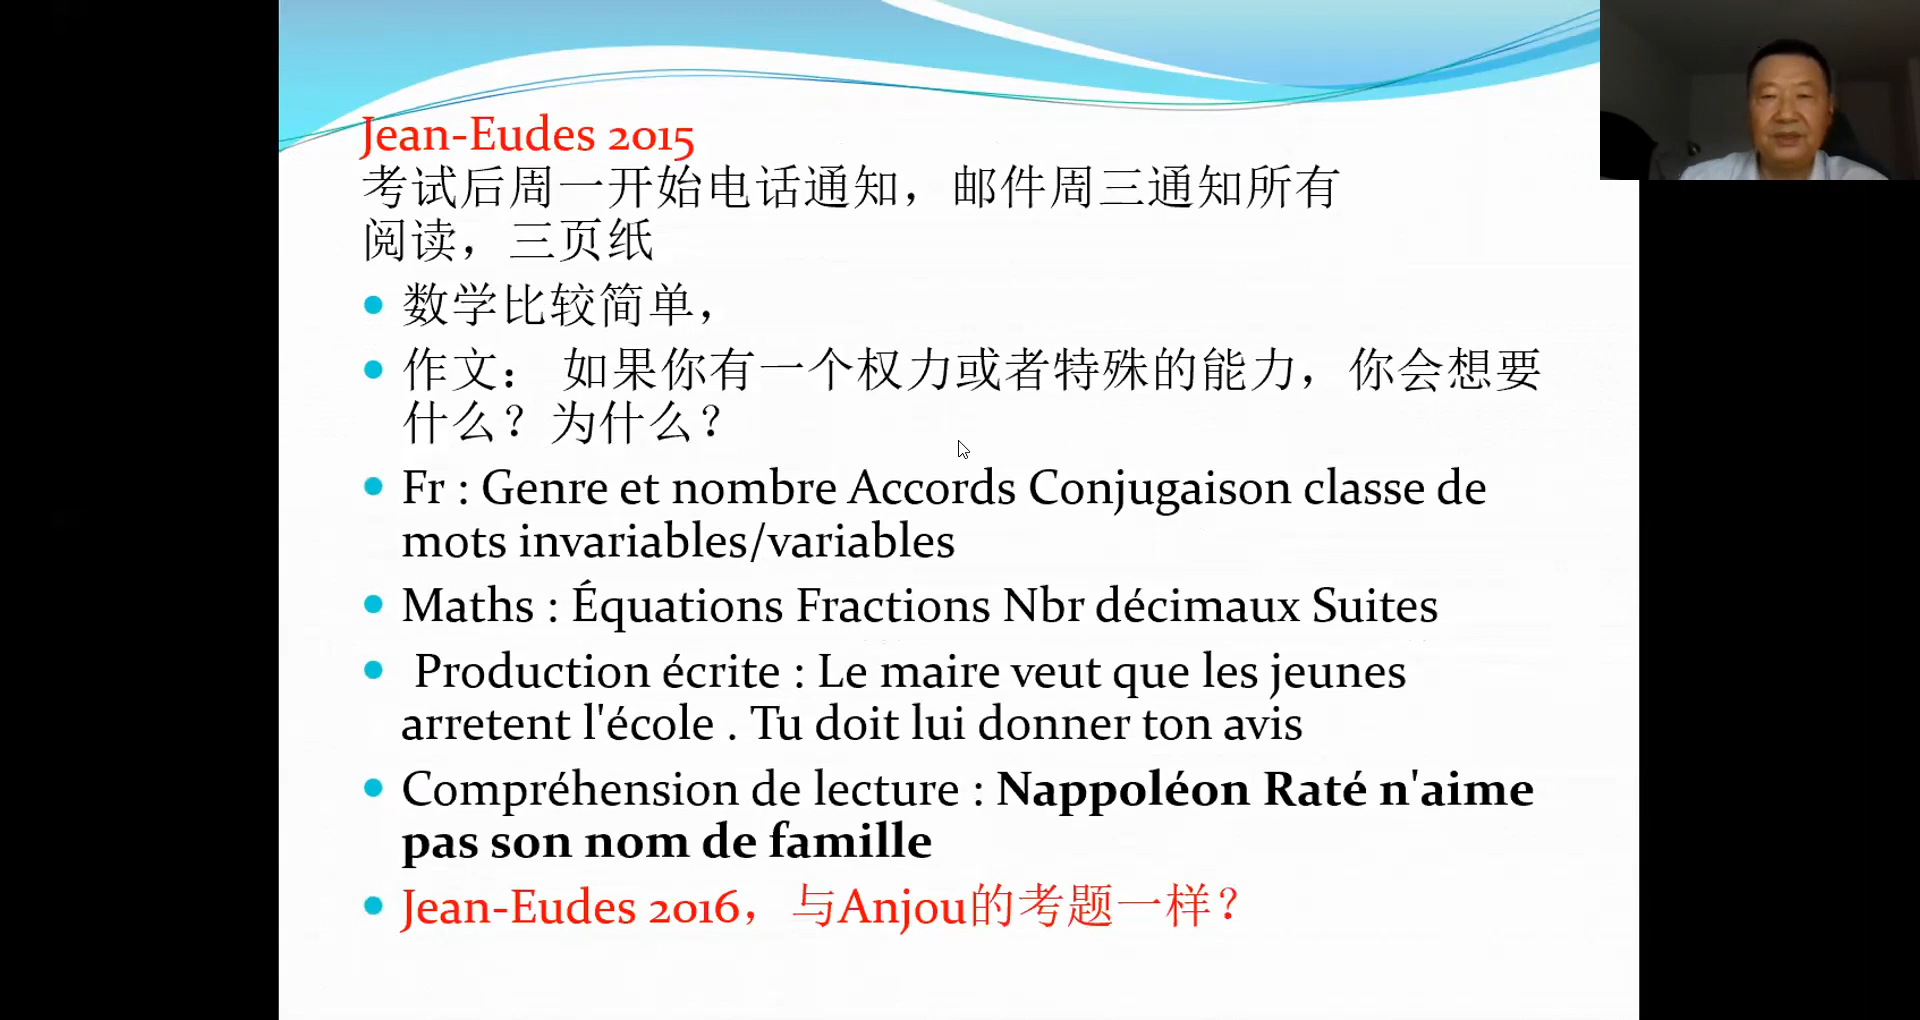 Jean-Eudes 2015
考试后周一开始电话通知，邮件周三通知所有
阅读，三页纸
• 数学比较简单，
• 作文： 如果你有一个权力或者特殊的能力，你会想要
什么？为什么？
• Fr : Genre et nombre Accords Conjugaison classe de
mots invariables/variables
• Maths : Équations Fractions Nbr décimaux Suites
• Production écrite : Le maire veut que les jeunes
arretent l'école . Tu doit lui donner ton avis
• Compréhension de lecture : Nappoléon Raté n'aime
pas son nom de famille
• Jean-Eudes 2016，与Anjou的考题一样？